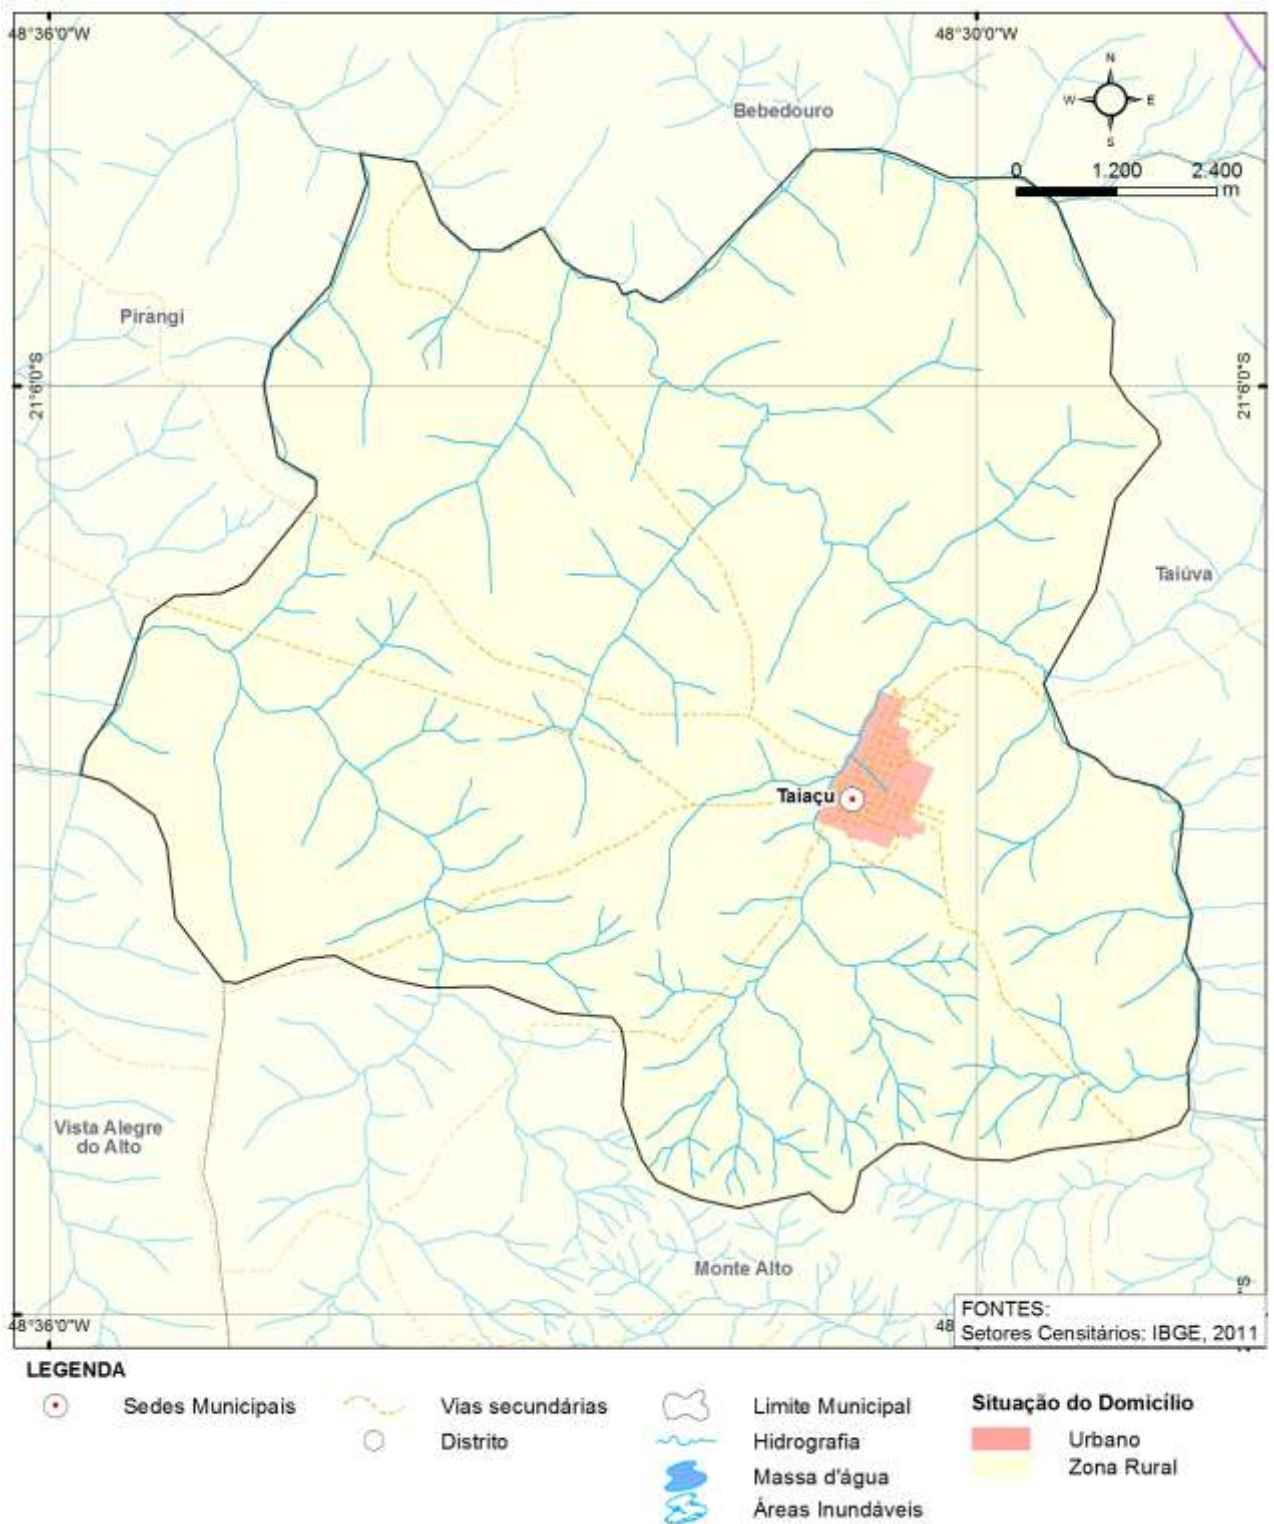 48°36'0"W
48°30'0"W
N
W
E
S
Bebedouro
0 1.200 2.400
m
Pirangi
21°6'0"S
21°6'0"S
Taiúva
Taiaçu
Vista Alegre
do Alto
Monte Alto
48°36'0"W
48
FONTES:
Setores Censitários: IBGE, 2011
LEGENDA
Sedes Municipais
Vias secundárias
Distrito
Limite Municipal
Hidrografia
Massa d'água
Áreas Inundáveis
Situação do Domicílio
Urbano
Zona Rural